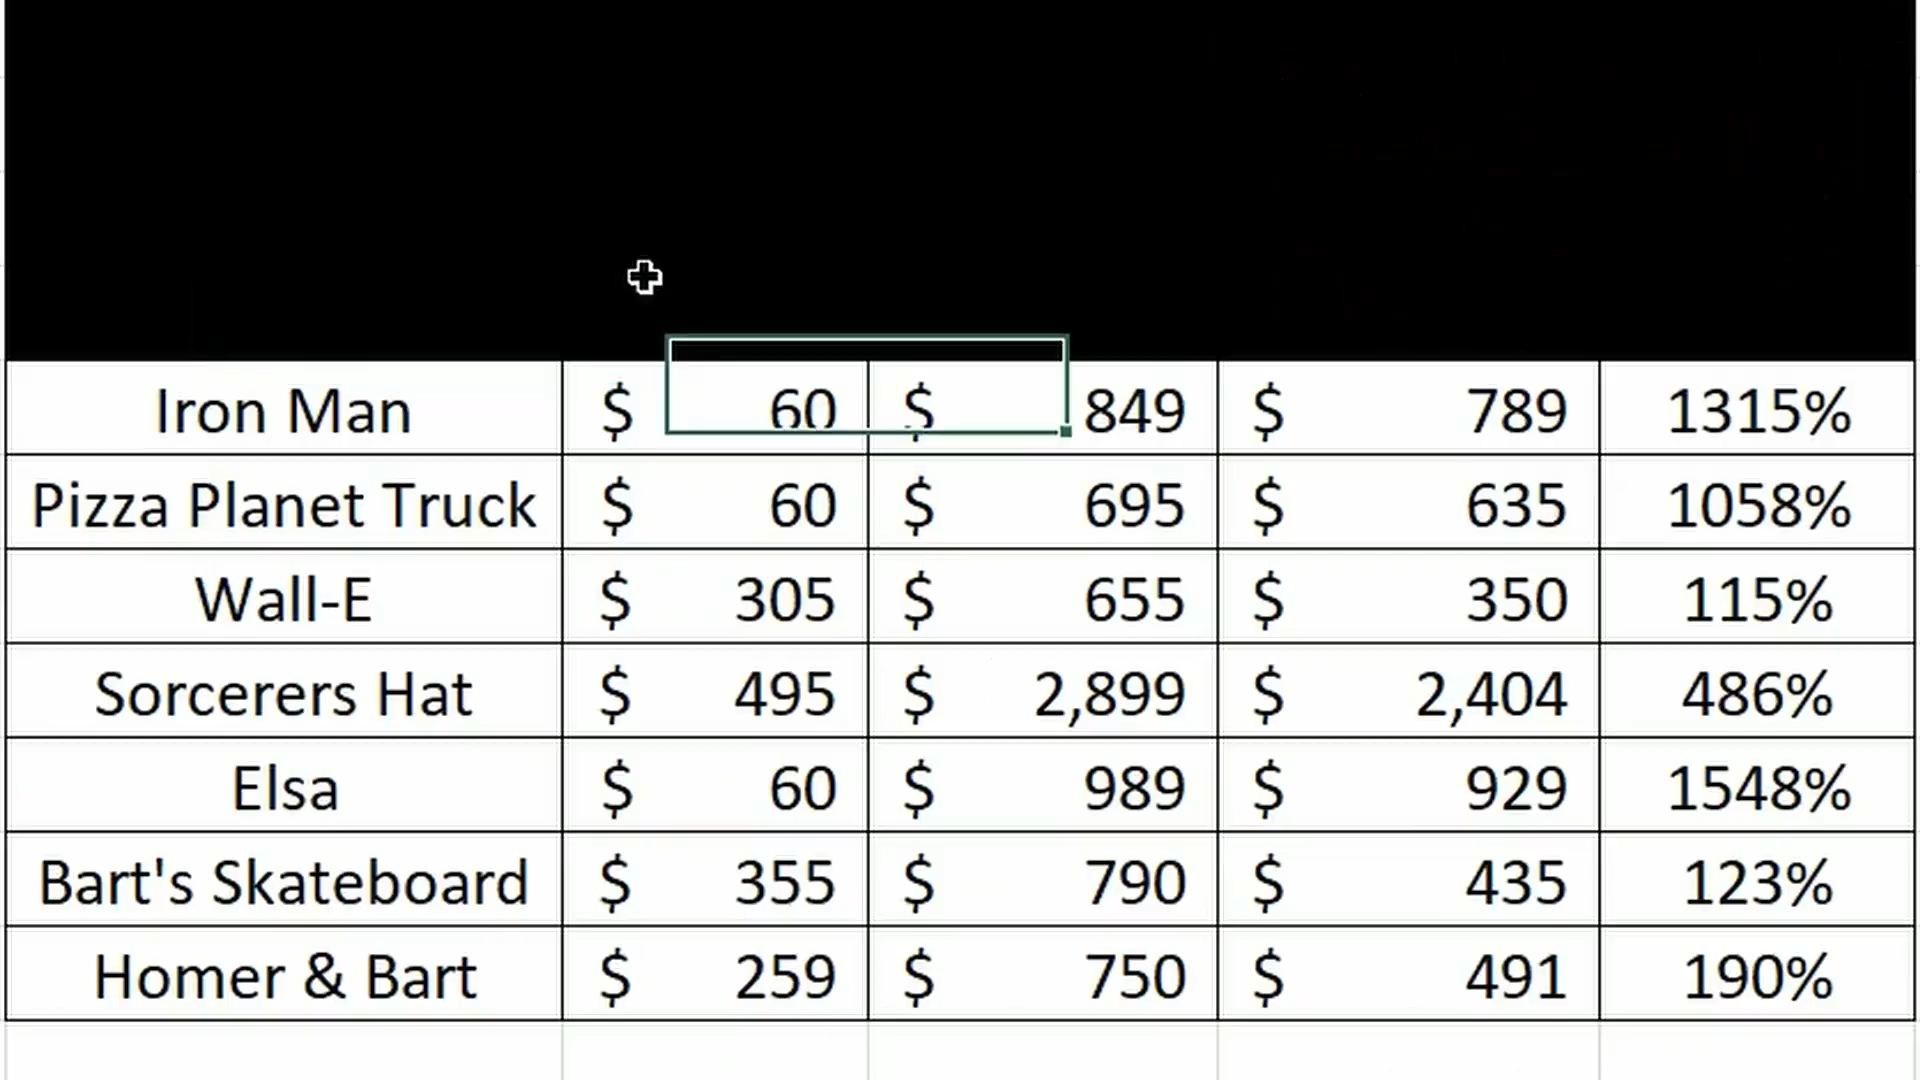 Iron Man $ 60 $ 849 $ 789 1315%
Pizza Planet Truck $ 60 $ 695 $ 635 1058%
Wall-E $ 305 $ 655 $ 350 115%
Sorcerers Hat $ 495 $ 2,899 $ 2,404 486%
Elsa $ 60 $ 989 $ 929 1548%
Bart's Skateboard $ 355 $ 790 $ 435 123%
Homer & Bart $ 259 $ 750 $ 491 190%